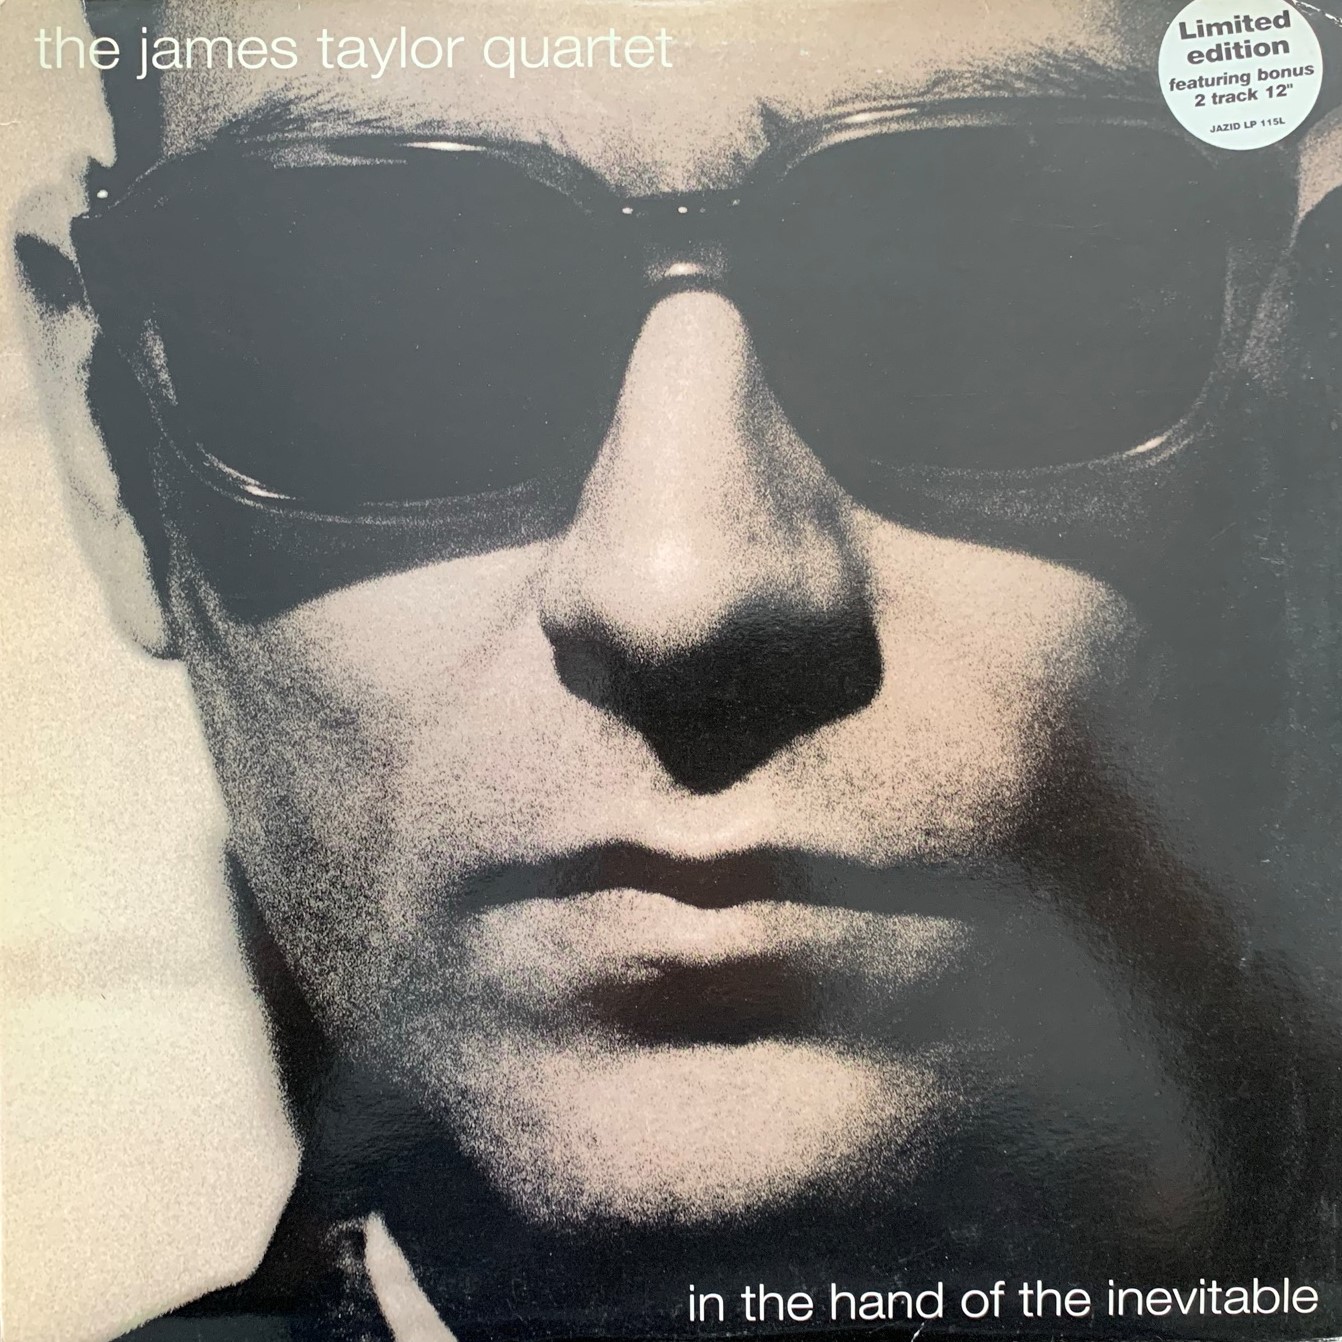 the james taylor quartet
Limited
edition
featuring bonus
2 track 12"
JAZID LP 115L
in the hand of the inevitable